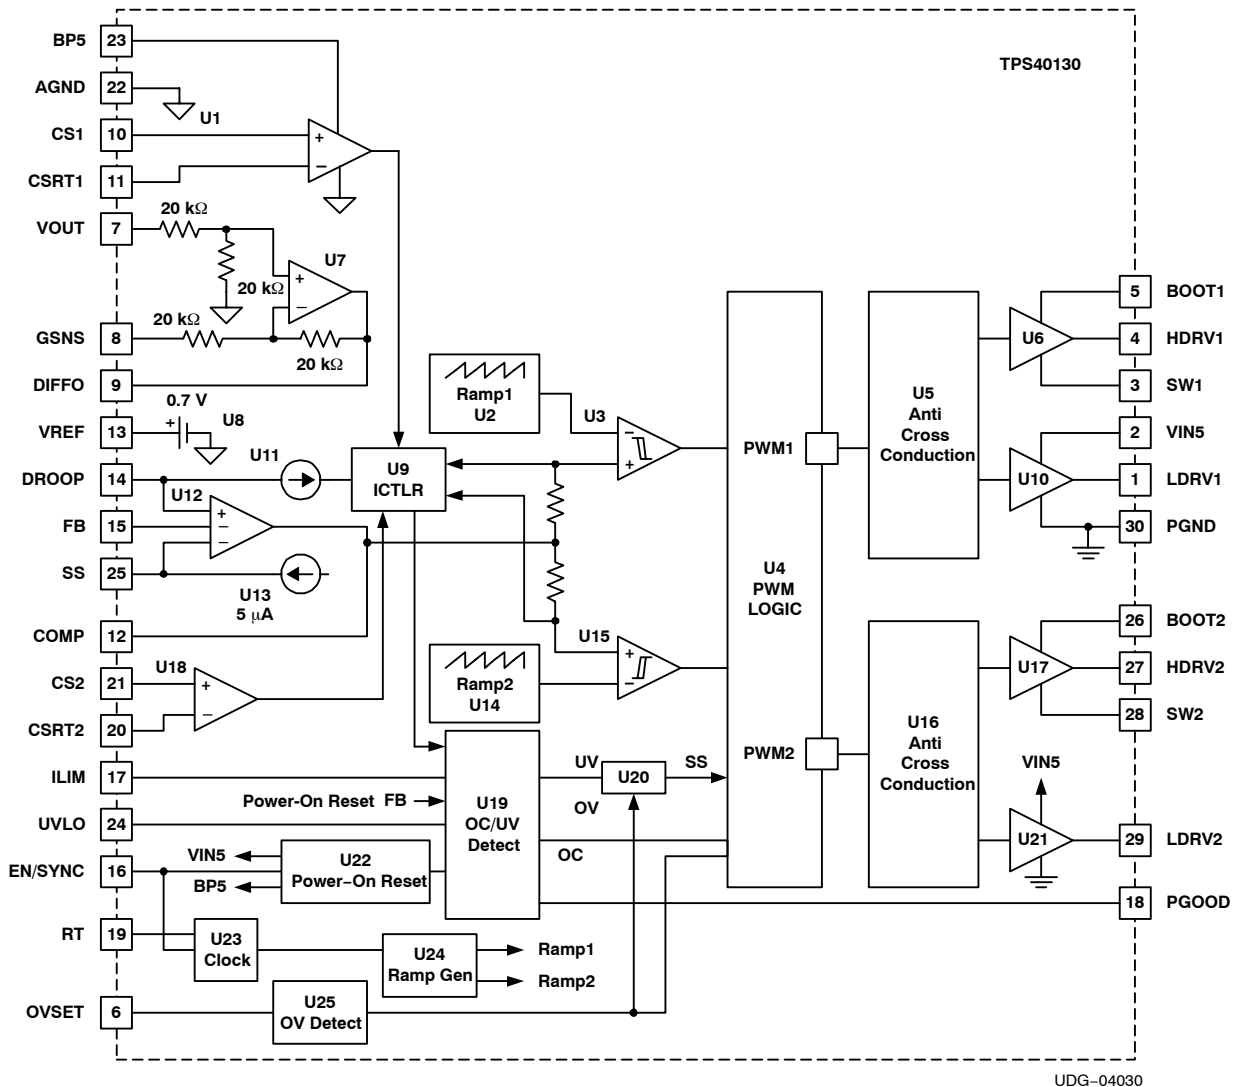 TPS40130
BP5 23
AGND 22
U1
CS1 10
+
−
CSRT1 11
20 kΩ
VOUT 7
U7
+
−
20 kΩ
20 kΩ
GSNS 8
20 kΩ
DIFFO 9
0.7 V
+
U8
VREF 13
U11
DROOP 14
U9
ICTLR
U12
+
−
−
FB 15
SS 25
U13
5 µA
COMP 12
U18
CS2 21
+
−
CSRT2 20
Ramp1
U2
U3
−
+
Ramp2
U14
U15
+
−
PWM1
U4
PWM
LOGIC
PWM2
U5
Anti
Cross
Conduction
U16
Anti
Cross
Conduction
U6
U10
U17
VIN5
U21
5 BOOT1
4 HDRV1
3 SW1
2 VIN5
1 LDRV1
30 PGND
26 BOOT2
27 HDRV2
28 SW2
29 LDRV2
18 PGOOD
ILIM 17
UV
U20
SS
OV
Power-On Reset FB
U19
OC/UV
Detect
OC
UVLO 24
VIN5
BP5
U22
Power−On Reset
EN/SYNC 16
RT 19
U23
Clock
U24
Ramp Gen
Ramp1
Ramp2
OVSET 6
U25
OV Detect
UDG−04030